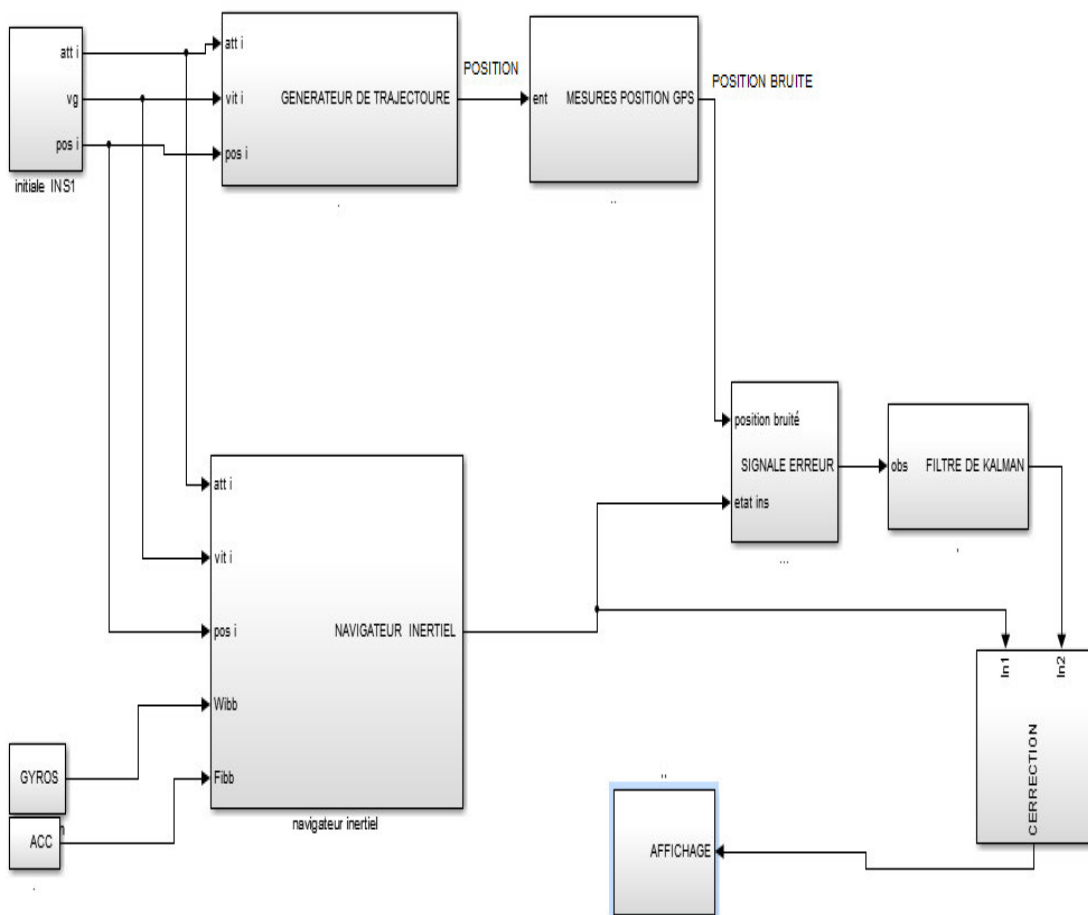 att i
vg
pos i
initiale INS1
att i
vit i
pos i
GENERATEUR DE TRAJECTOURE
.
POSITION
ent
MESURES POSITION GPS
..
POSITION BRUITE
position bruité
SIGNALE ERREUR
etat ins
...
obs
FILTRE DE KALMAN
.
att i
vit i
pos i
NAVIGATEUR INERTIEL
Wibb
Fibb
navigateur inertiel
GYROS
ACC
.
In1
In2
CERRECTION
..
AFFICHAGE